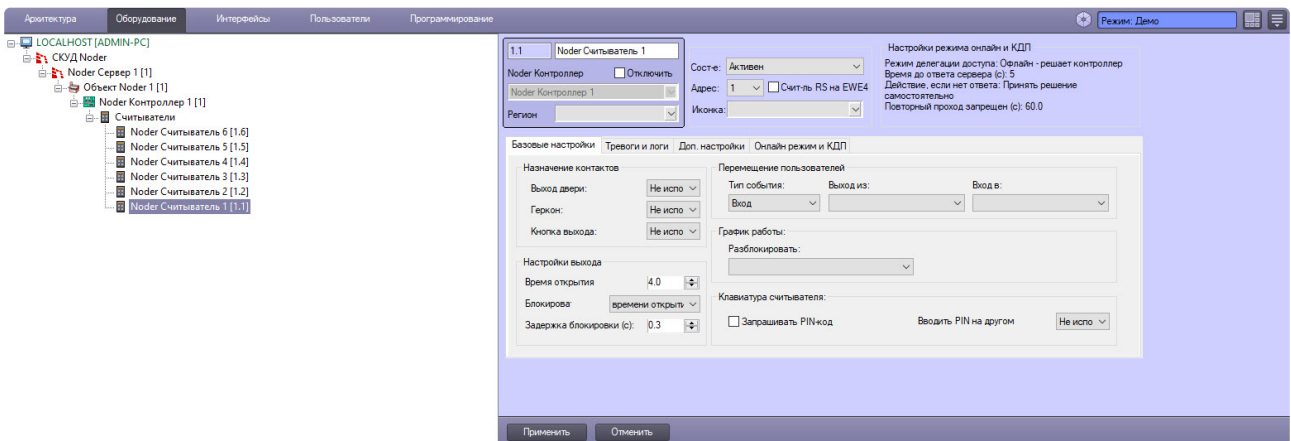 Архитектура Оборудование Интерфейсы Пользователи Программирование Режим: Демо
LOCALHOST [ADMIN-PC]
СКУД Noder
Noder Сервер 1 [1]
Объект Noder 1 [1]
Noder Контроллер 1 [1]
Считыватели
Noder Считыватель 6 [1.6]
Noder Считыватель 5 [1.5]
Noder Считыватель 4 [1.4]
Noder Считыватель 3 [1.3]
Noder Считыватель 2 [1.2]
Noder Считыватель 1 [1.1]
1.1 Noder Считыватель 1
Noder Контроллер Отключить
Noder Контроллер 1
Регион
Сост-е: Активен
Адрес: 1 Счит-ль RS на EWE4
Иконка:
Настройки режима онлайн и КДП
Режим делегации доступа: Офлайн - решает контроллер
Время до ответа сервера (с): 5
Действие, если нет ответа: Принять решение
самостоятельно
Повторный проход запрещен (с): 60.0
Базовые настройки Тревоги и логи Доп. настройки Онлайн режим и КДП
Назначение контактов
Выход двери: Не испо
Геркон: Не испо
Кнопка выхода: Не испо
Настройки выхода
Время открытия 4.0
Блокирова времени открыти
Задержка блокировки (с): 0.3
Перемещение пользователей
Тип события: Выход из: Вход в:
Вход
График работы:
Разблокировать:
Клавиатура считывателя:
Запрашивать PIN-код Вводить PIN на другом Не испо
Применить Отменить